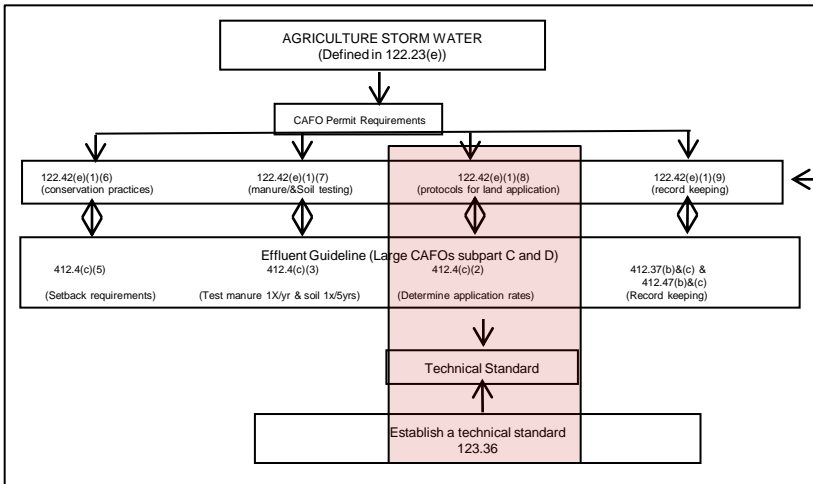 AGRICULTURE STORM WATER
(Defined in 122.23(e))
CAFO Permit Requirements
122.42(e)(1)(6)
(conservation practices)
122.42(e)(1)(7)
(manure/&Soil testing)
122.42(e)(1)(8)
(protocols for land application)
122.42(e)(1)(9)
(record keeping)
Effluent Guideline (Large CAFOs subpart C and D)
412.4(c)(5)
(Setback requirements)
412.4(c)(3)
(Test manure 1X/yr & soil 1x/5yrs)
412.4(c)(2)
(Determine application rates)
412.37(b)&(c) &
412.47(b)&(c)
(Record keeping)
Technical Standard
Establish a technical standard
123.36